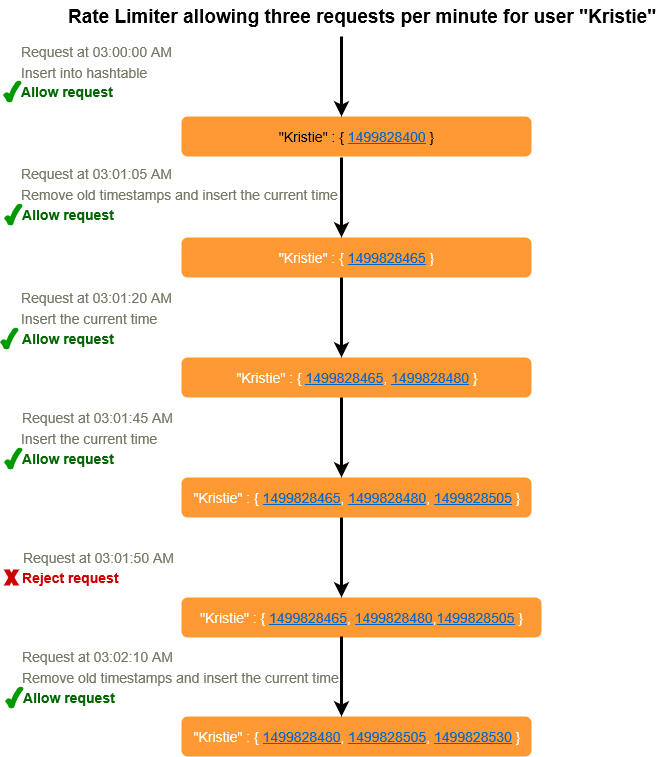 Rate Limiter allowing three requests per minute for user "Kristie"
Request at 03:00:00 AM
Insert into hashtable
Allow request
"Kristie" : { 1499828400 }
Request at 03:01:05 AM
Remove old timestamps and insert the current time
Allow request
"Kristie" : { 1499828465 }
Request at 03:01:20 AM
Insert the current time
Allow request
"Kristie" : { 1499828465, 1499828480 }
Request at 03:01:45 AM
Insert the current time
Allow request
"Kristie" : { 1499828465, 1499828480, 1499828505 }
Request at 03:01:50 AM
Reject request
"Kristie" : { 1499828465, 1499828480,1499828505 }
Request at 03:02:10 AM
Remove old timestamps and insert the current time
Allow request
"Kristie" : { 1499828480, 1499828505, 1499828530 }